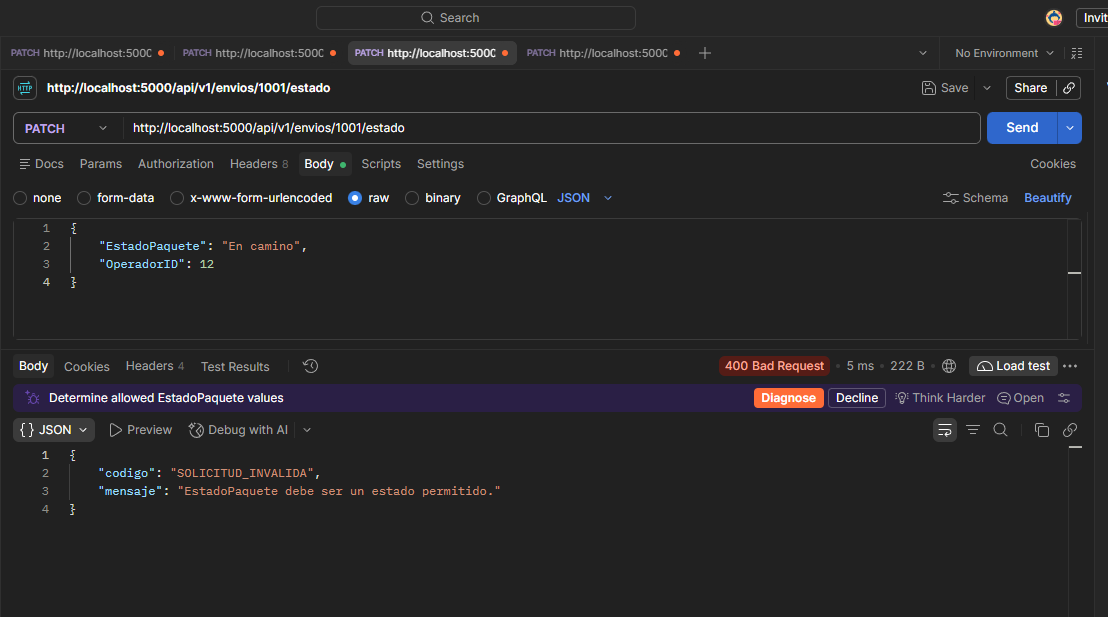 Search
Invit
PATCH http://localhost:500C PATCH http://localhost:500C PATCH http://localhost:500C PATCH http://localhost:500C No Environment
HTTP http://localhost:5000/api/v1/envios/1001/estado Save Share
PATCH http://localhost:5000/api/v1/envios/1001/estado Send
Docs Params Authorization Headers 8 Body Scripts Settings Cookies
none form-data x-www-form-urlencoded raw binary GraphQL JSON Schema Beautify
1 {
2 "EstadoPaquete": "En camino",
3 "OperadorID": 12
4 }
Body Cookies Headers 4 Test Results 400 Bad Request • 5 ms • 222 B Load test
Determine allowed EstadoPaquete values Diagnose Decline Think Harder Open
{} JSON Preview Debug with AI
1 {
2 "codigo": "SOLICITUD_INVALIDA",
3 "mensaje": "EstadoPaquete debe ser un estado permitido."
4 }